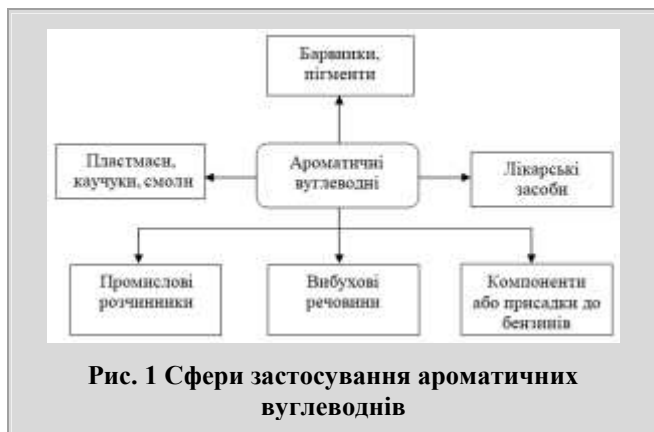 Барвники,
пігменти
Пластмаси,
каучуки, смоли
Ароматичні
вуглеводні
Лікарські
засоби
Промислові
розчинники
Вибухові
речовини
Компоненти
або присадки до
бензинів
Рис. 1 Сфери застосування ароматичних
вуглеводнів